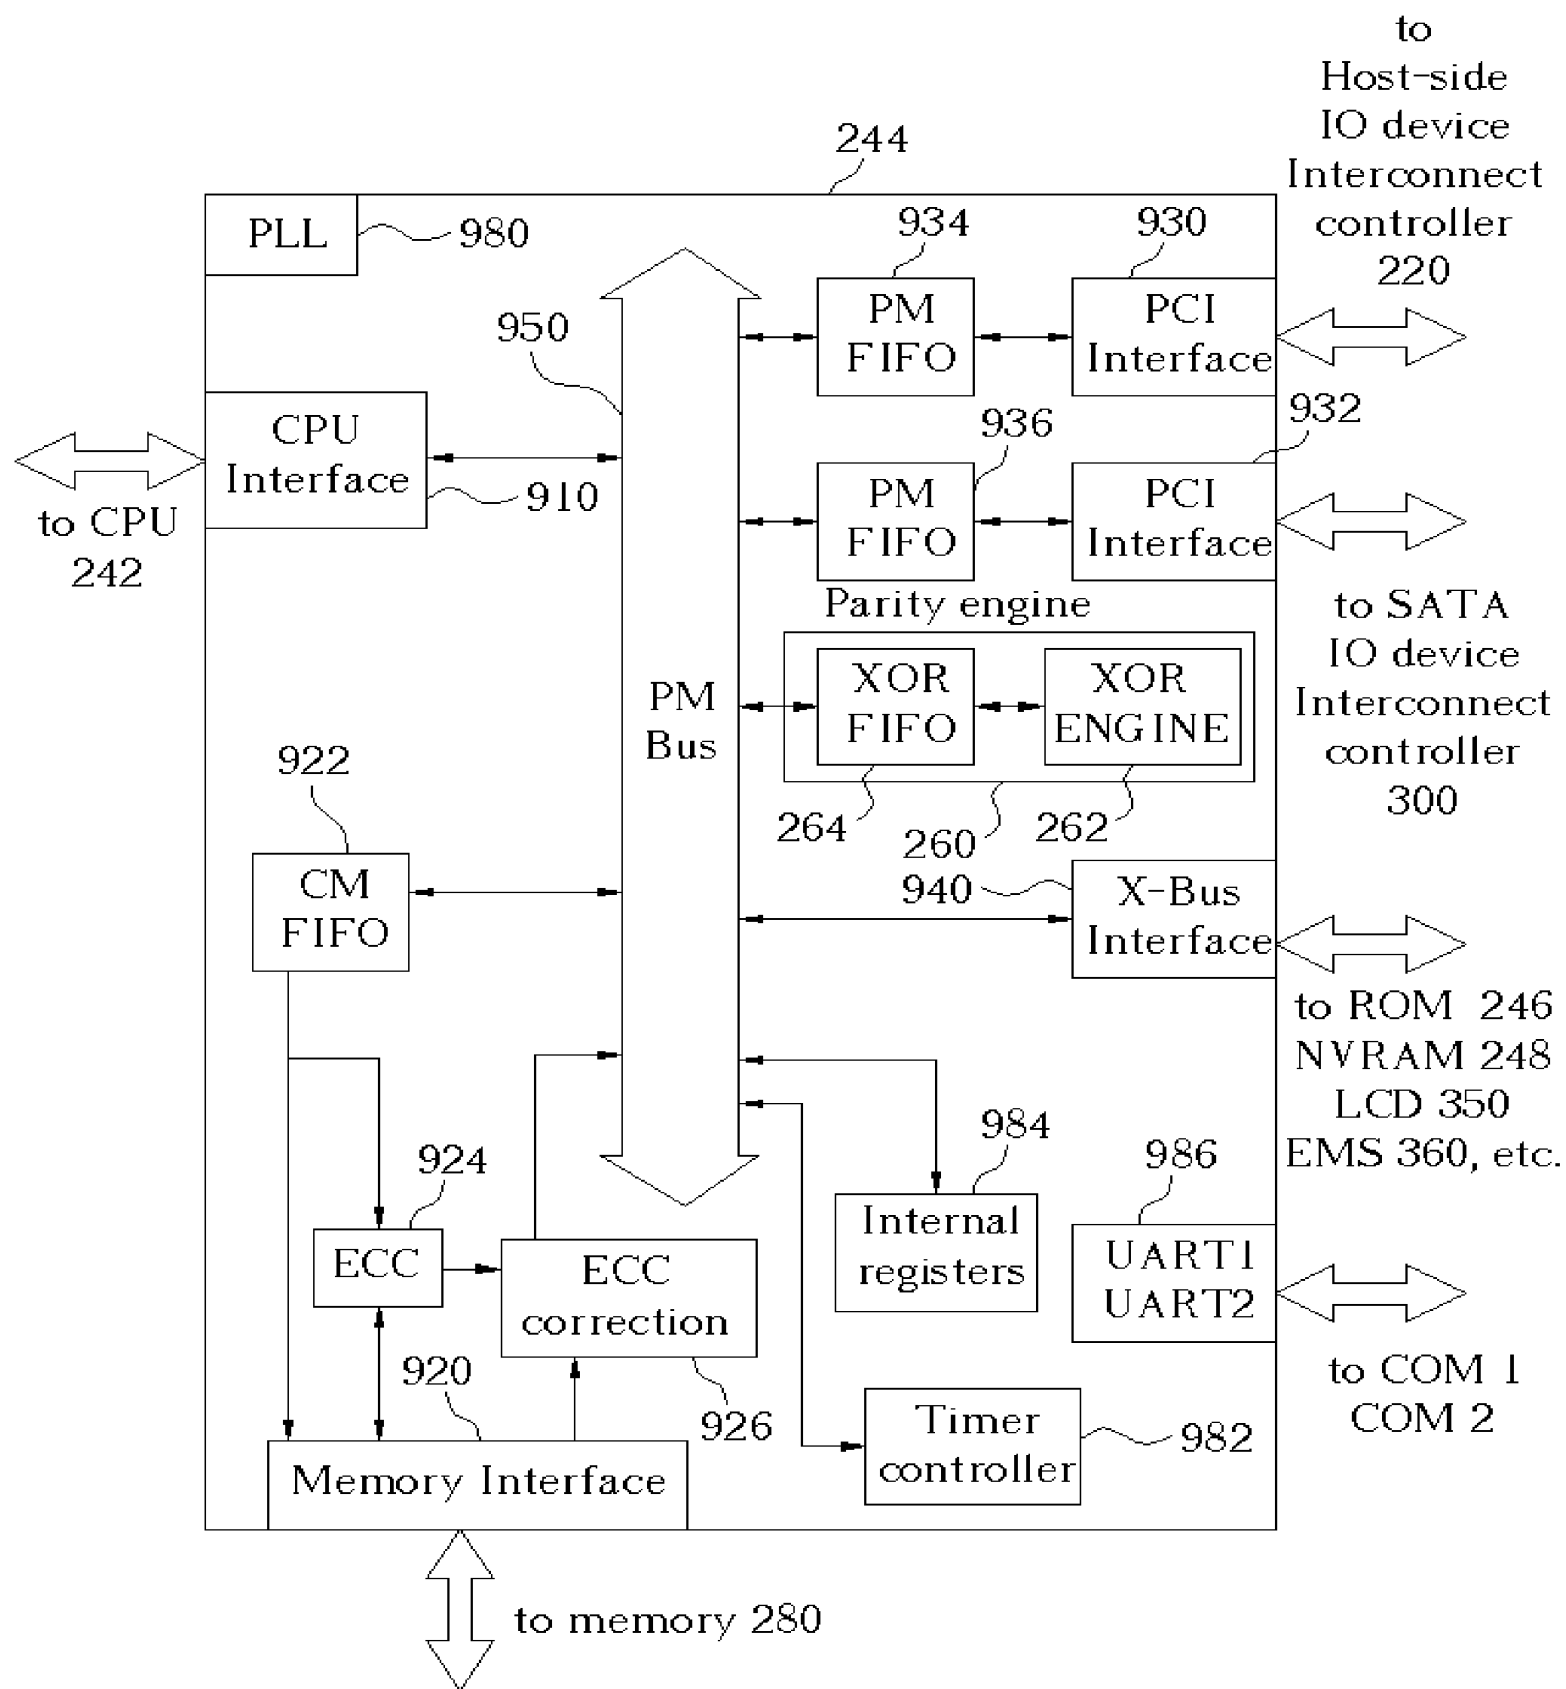 to
Host-side
IO device
Interconnect
controller
220
244
PLL
980
934
930
PM
FIFO
PCI
Interface
950
CPU
Interface
910
to CPU
242
936
932
PM
FIFO
PCI
Interface
to SATA
IO device
Interconnect
controller
300
Parity engine
XOR
FIFO
XOR
ENGINE
264
260
262
PM
Bus
922
CM
FIFO
940
X-Bus
Interface
to ROM 246
NVRAM 248
LCD 350
EMS 360, etc.
924
ECC
ECC
correction
926
984
Internal
registers
986
UART1
UART2
to COM 1
COM 2
920
Memory Interface
Timer
controller
982
to memory 280